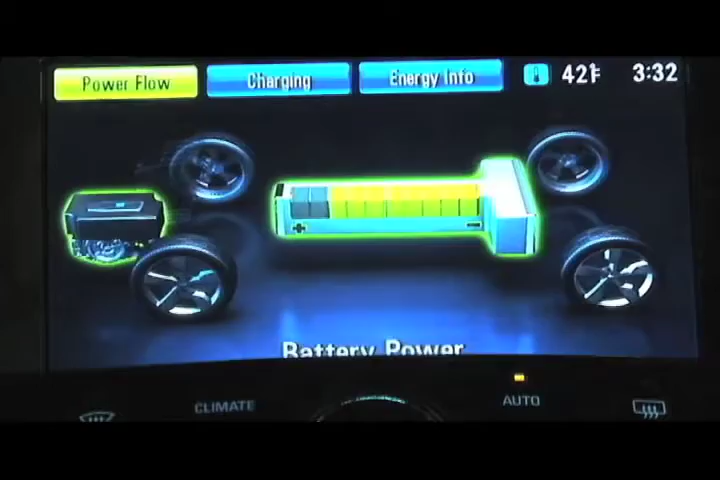 Power Flow
Charging
Energy Info
42°F
3:32
Battery Power
CLIMATE
AUTO